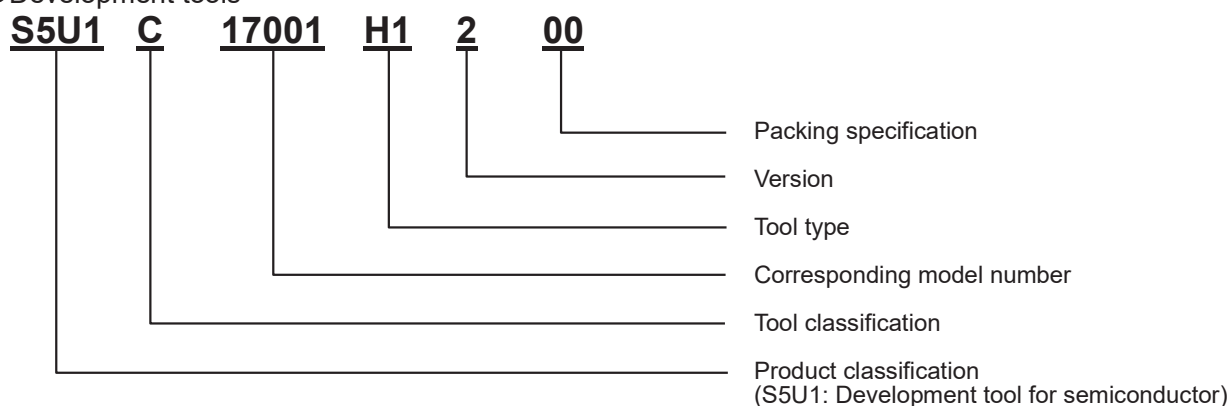 Development tools
S5U1 C 17001 H1 2 00
Packing specification
Version
Tool type
Corresponding model number
Tool classification
Product classification
(S5U1: Development tool for semiconductor)